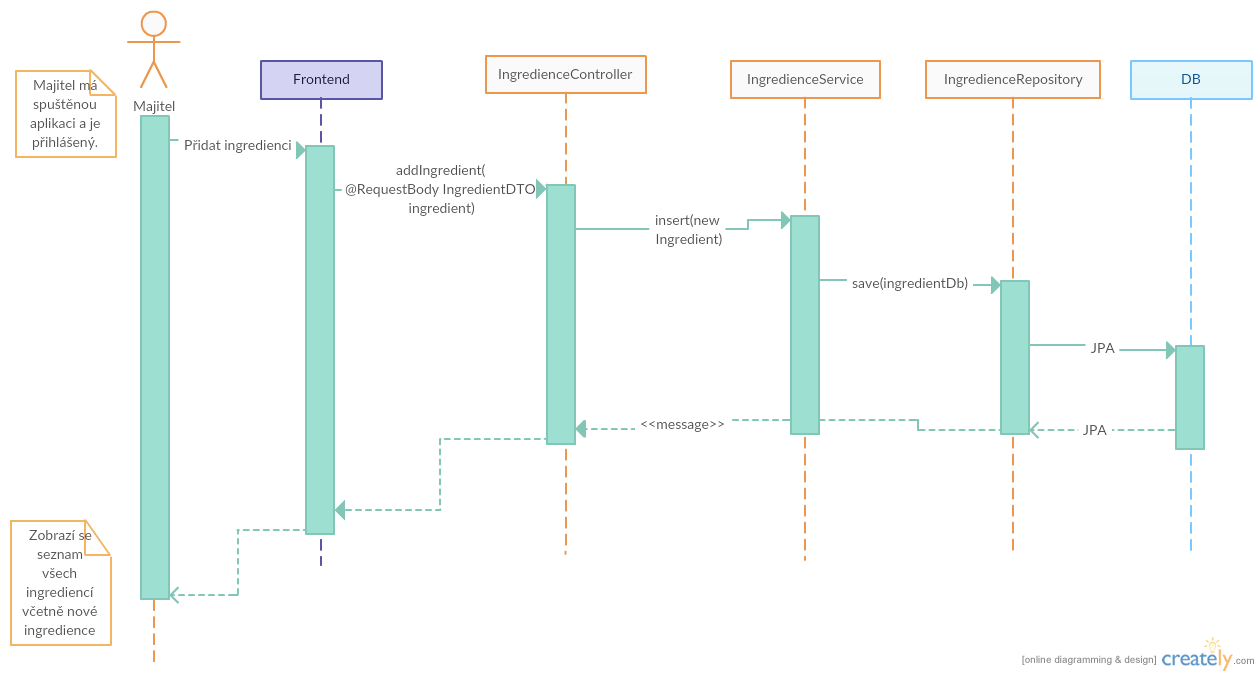 Majitel má
spuštěnou
aplikaci a je
přihlášený.
Majitel
Frontend
IngredienceController
IngredienceService
IngredienceRepository
DB
Přidat ingredienci
addIngredient(
@RequestBody IngredientDTO
ingredient)
insert(new
Ingredient)
save(ingredientDb)
JPA
<<message>>
JPA
Zobrazí se
seznam
všech
ingrediencí
včetně nové
ingredience
[online diagramming & design] creately.com